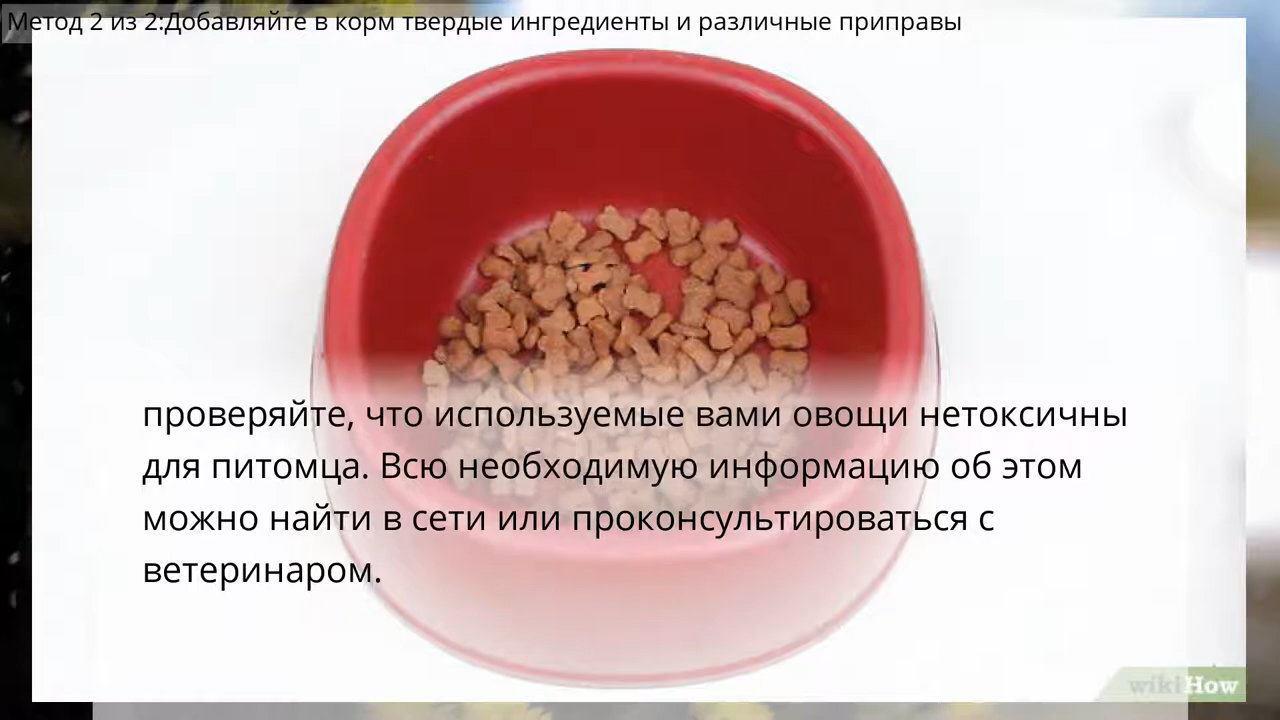 Метод 2 из 2:Добавляйте в корм твердые ингредиенты и различные приправы
проверяйте, что используемые вами овощи нетоксичны
для питомца. Всю необходимую информацию об этом
можно найти в сети или проконсультироваться с
ветеринаром.
wikiHow